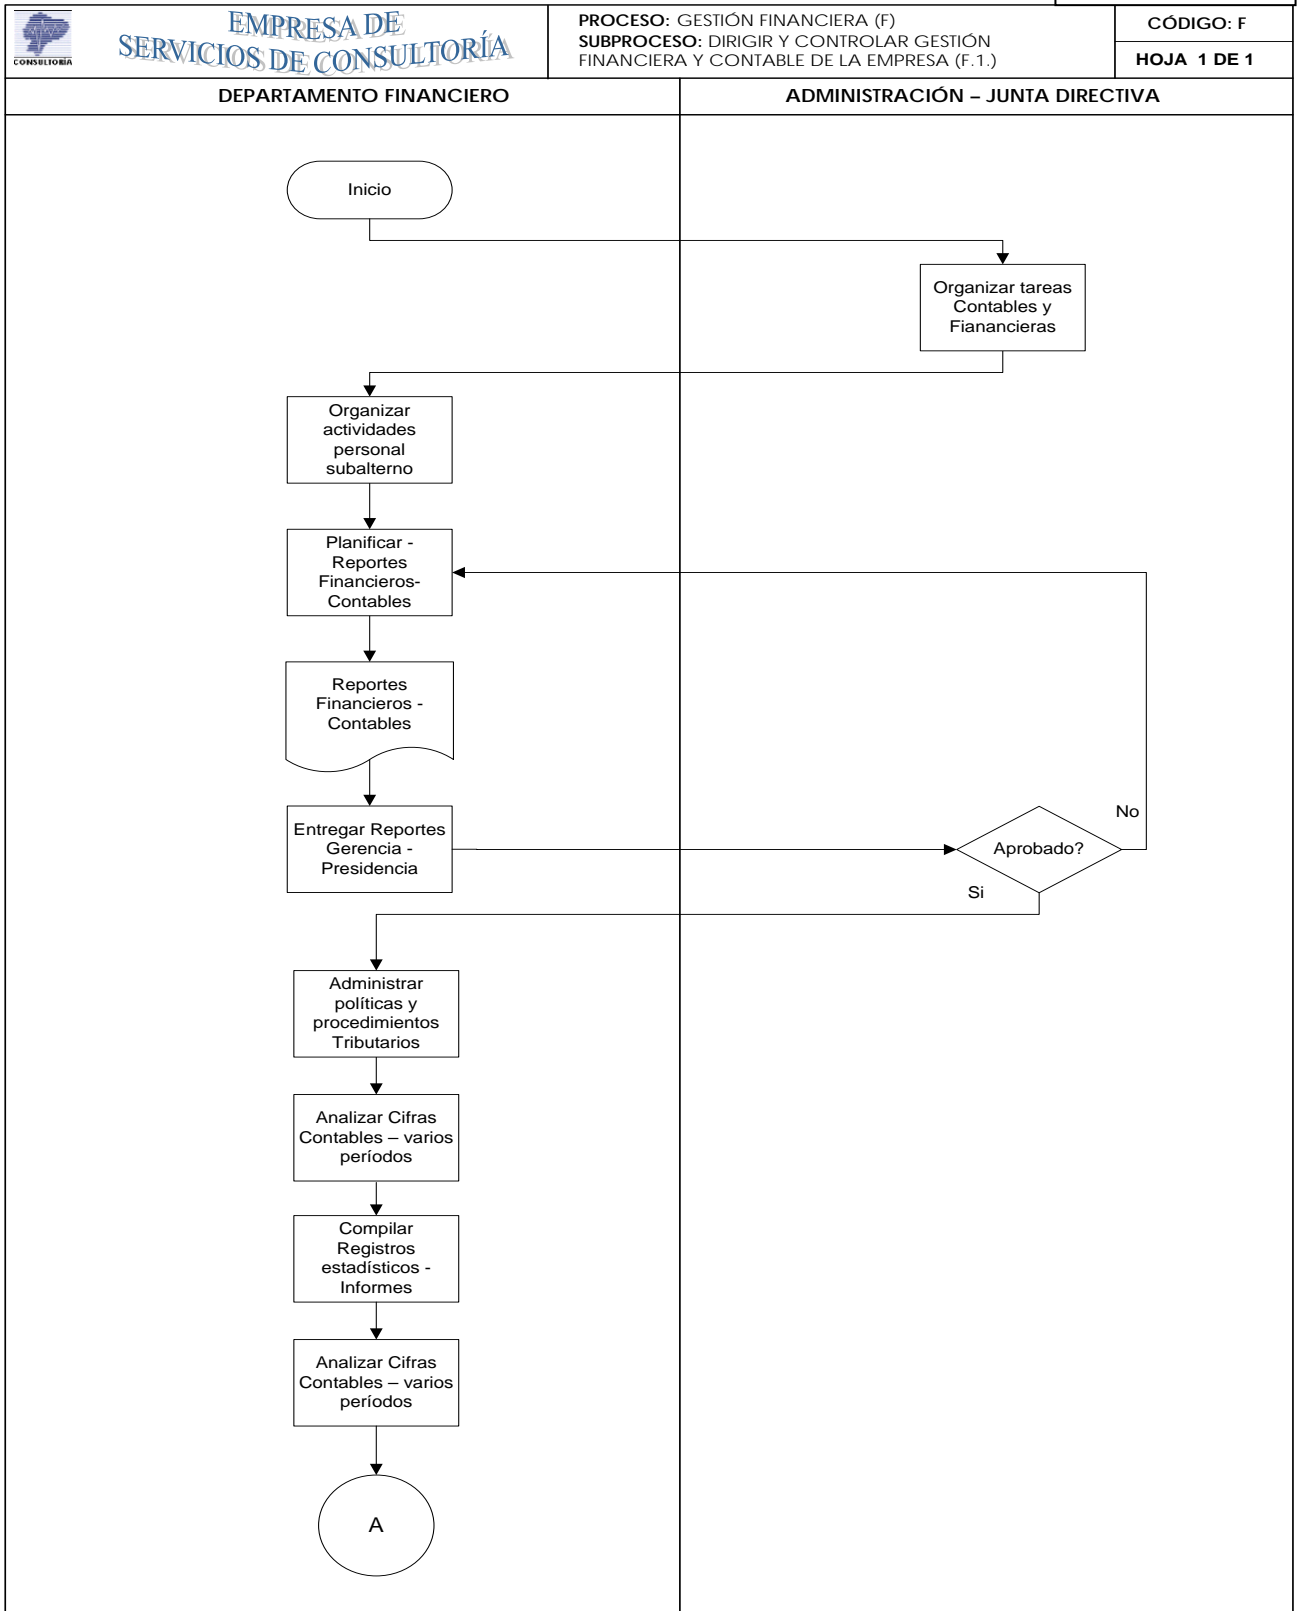 CONSULTORÍA
EMPRESA DE
SERVICIOS DE CONSULTORÍA
PROCESO: GESTIÓN FINANCIERA (F)
SUBPROCESO: DIRIGIR Y CONTROLAR GESTIÓN
FINANCIERA Y CONTABLE DE LA EMPRESA (F.1.)
CÓDIGO: F
HOJA 1 DE 1
DEPARTAMENTO FINANCIERO
ADMINISTRACIÓN – JUNTA DIRECTIVA
Inicio
Organizar tareas
Contables y
Fianancieras
Organizar
actividades
personal
subalterno
Planificar -
Reportes
Financieros-
Contables
Reportes
Financieros -
Contables
Entregar Reportes
Gerencia -
Presidencia
Aprobado?
No
Si
Administrar
políticas y
procedimientos
Tributarios
Analizar Cifras
Contables – varios
períodos
Compilar
Registros
estadísticos -
Informes
Analizar Cifras
Contables – varios
períodos
A